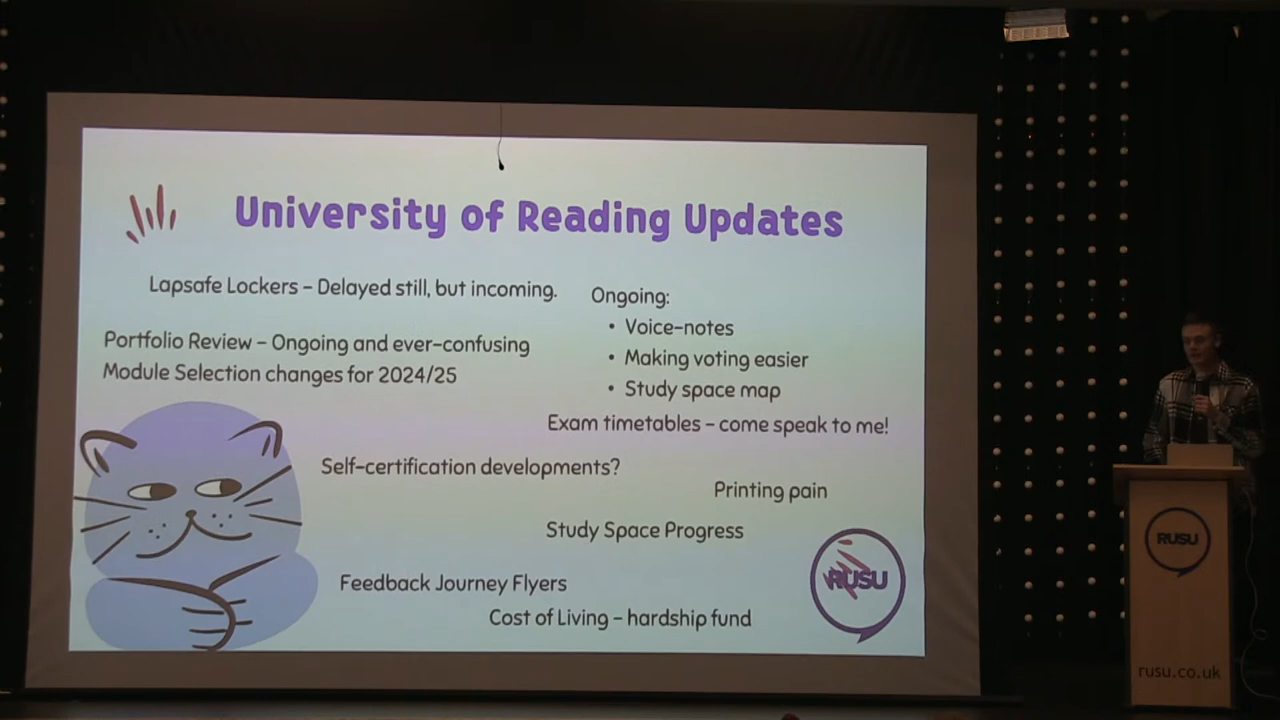 University of Reading Updates
Lapsafe Lockers – Delayed still, but incoming.
Portfolio Review – Ongoing and ever-confusing
Module Selection changes for 2024/25
Ongoing:
• Voice-notes
• Making voting easier
• Study space map
Exam timetables – come speak to me!
Self-certification developments?
Printing pain
Study Space Progress
Feedback Journey Flyers
Cost of Living – hardship fund
RUSU
RUSU
rusu.co.uk